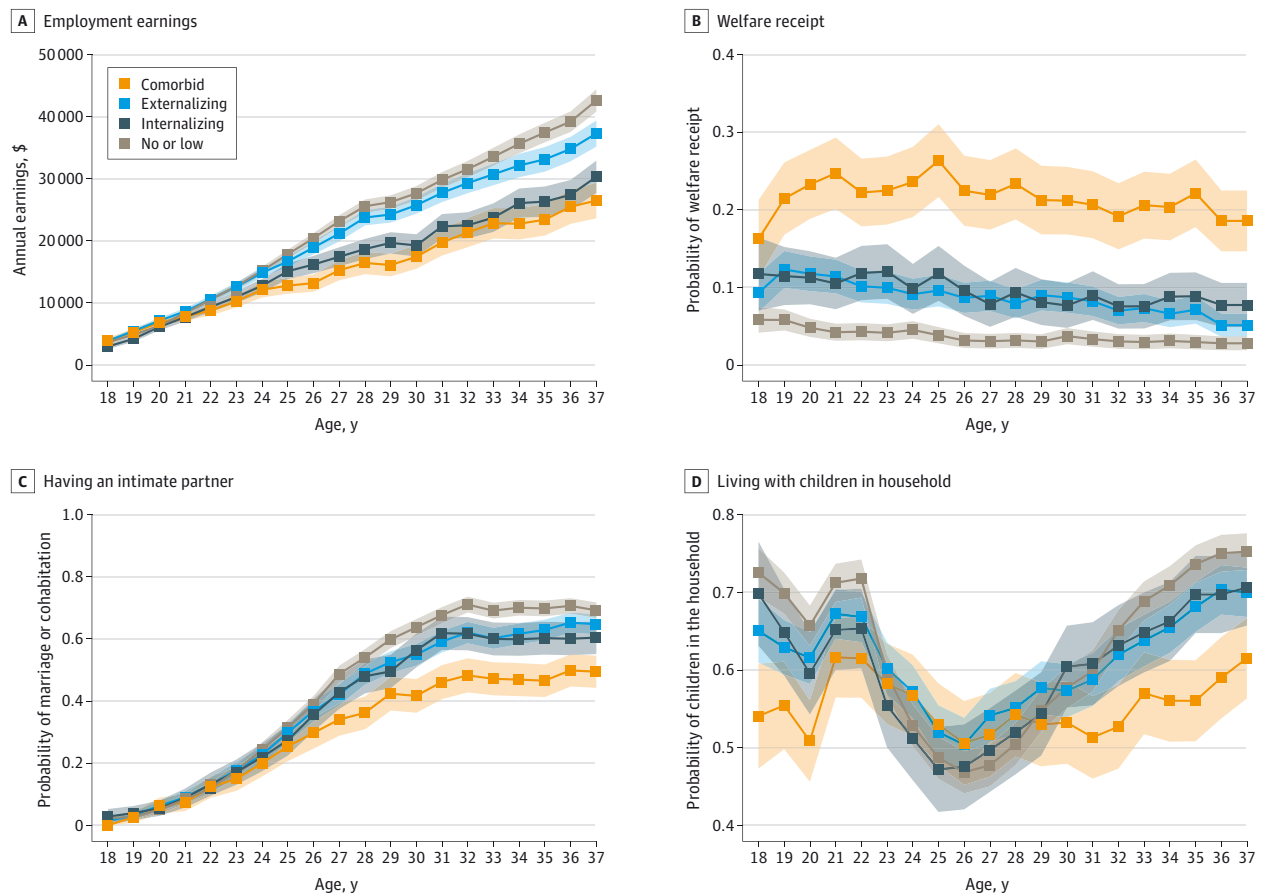 A Employment earnings
50 000
40 000
30 000
20 000
10 000
0
Annual earnings, $
Comorbid
Externalizing
Internalizing
No or low
18 19 20 21 22 23 24 25 26 27 28 29 30 31 32 33 34 35 36 37
Age, y
B Welfare receipt
0.4
0.3
0.2
0.1
0
Probability of welfare receipt
18 19 20 21 22 23 24 25 26 27 28 29 30 31 32 33 34 35 36 37
Age, y
C Having an intimate partner
1.0
0.8
0.6
0.4
0.2
0
Probability of marriage or cohabitation
18 19 20 21 22 23 24 25 26 27 28 29 30 31 32 33 34 35 36 37
Age, y
D Living with children in household
0.8
0.7
0.6
0.5
0.4
Probability of children in the household
18 19 20 21 22 23 24 25 26 27 28 29 30 31 32 33 34 35 36 37
Age, y